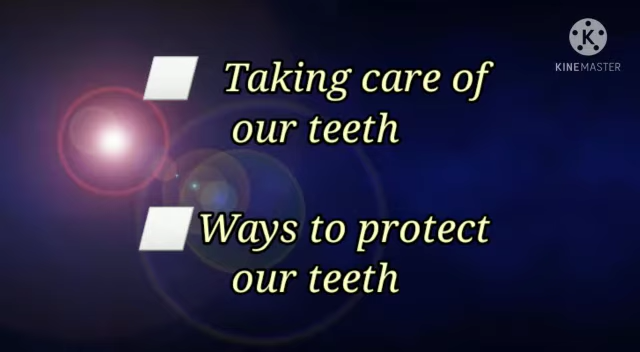 KINEMASTER
Taking care of
our teeth
Ways to protect
our teeth